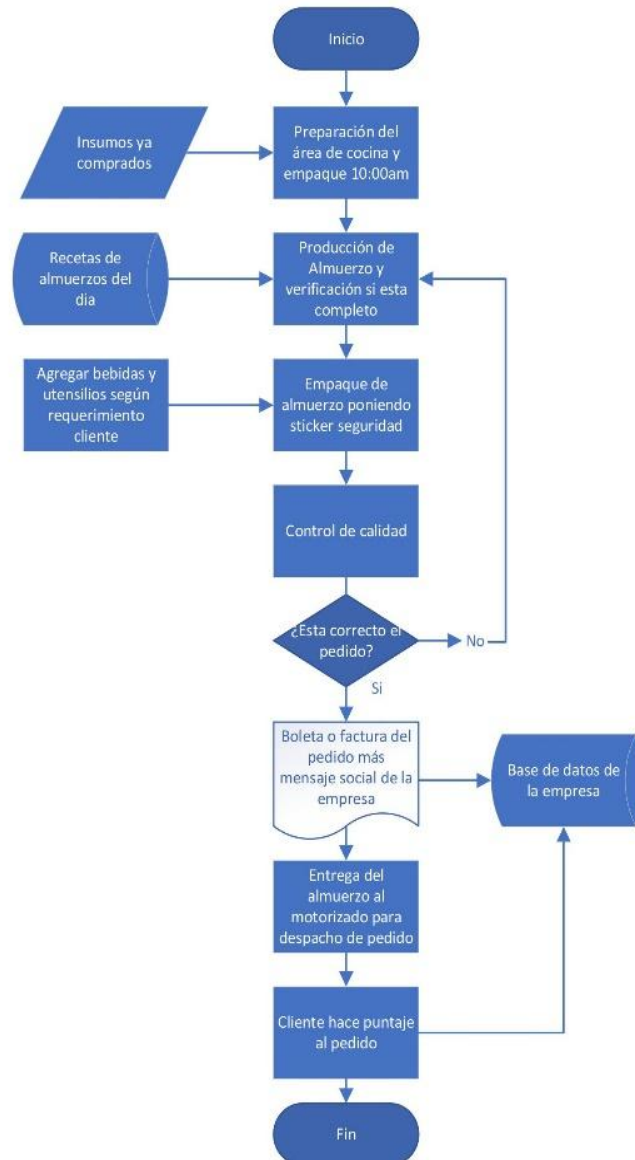 Inicio
Insumos ya
comprados
Preparación del
área de cocina y
empaque 10:00am
Recetas de
almuerzos del
dia
Producción de
Almuerzo y
verificación si esta
completo
Agregar bebidas y
utensilios según
requerimiento
cliente
Empaque de
almuerzo poniendo
sticker seguridad
Control de calidad
¿Esta correcto el
pedido?
No
Si
Boleta o factura del
pedido más
mensaje social de la
empresa
Base de datos de
la empresa
Entrega del
almuerzo al
motorizado para
despacho de pedido
Cliente hace puntaje
al pedido
Fin